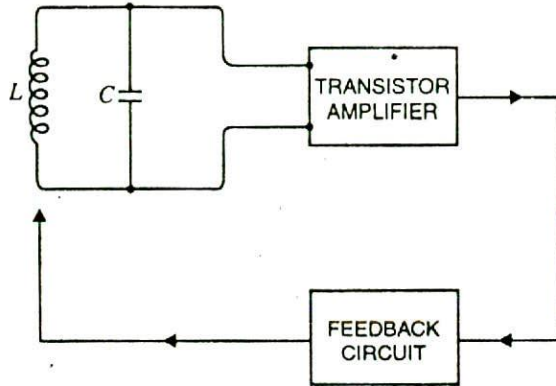 L
C
TRANSISTOR
AMPLIFIER
FEEDBACK
CIRCUIT